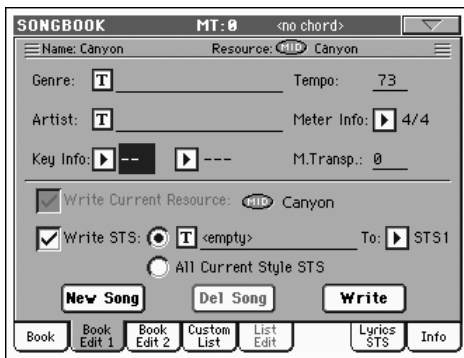 SONGBOOK MT:0 <no chord>
Name: Canyon Resource: MID Canyon
Genre: T Tempo: 73
Artist: T Meter Info: 4/4
Key Info: -- --- M.Transp.: 0
Write Current Resource: MID Canyon
Write STS: T <empty> To: STS1
All Current Style STS
New Song Del Song Write
Book Book Edit 1 Book Edit 2 Custom List List Edit Lyrics STS Info